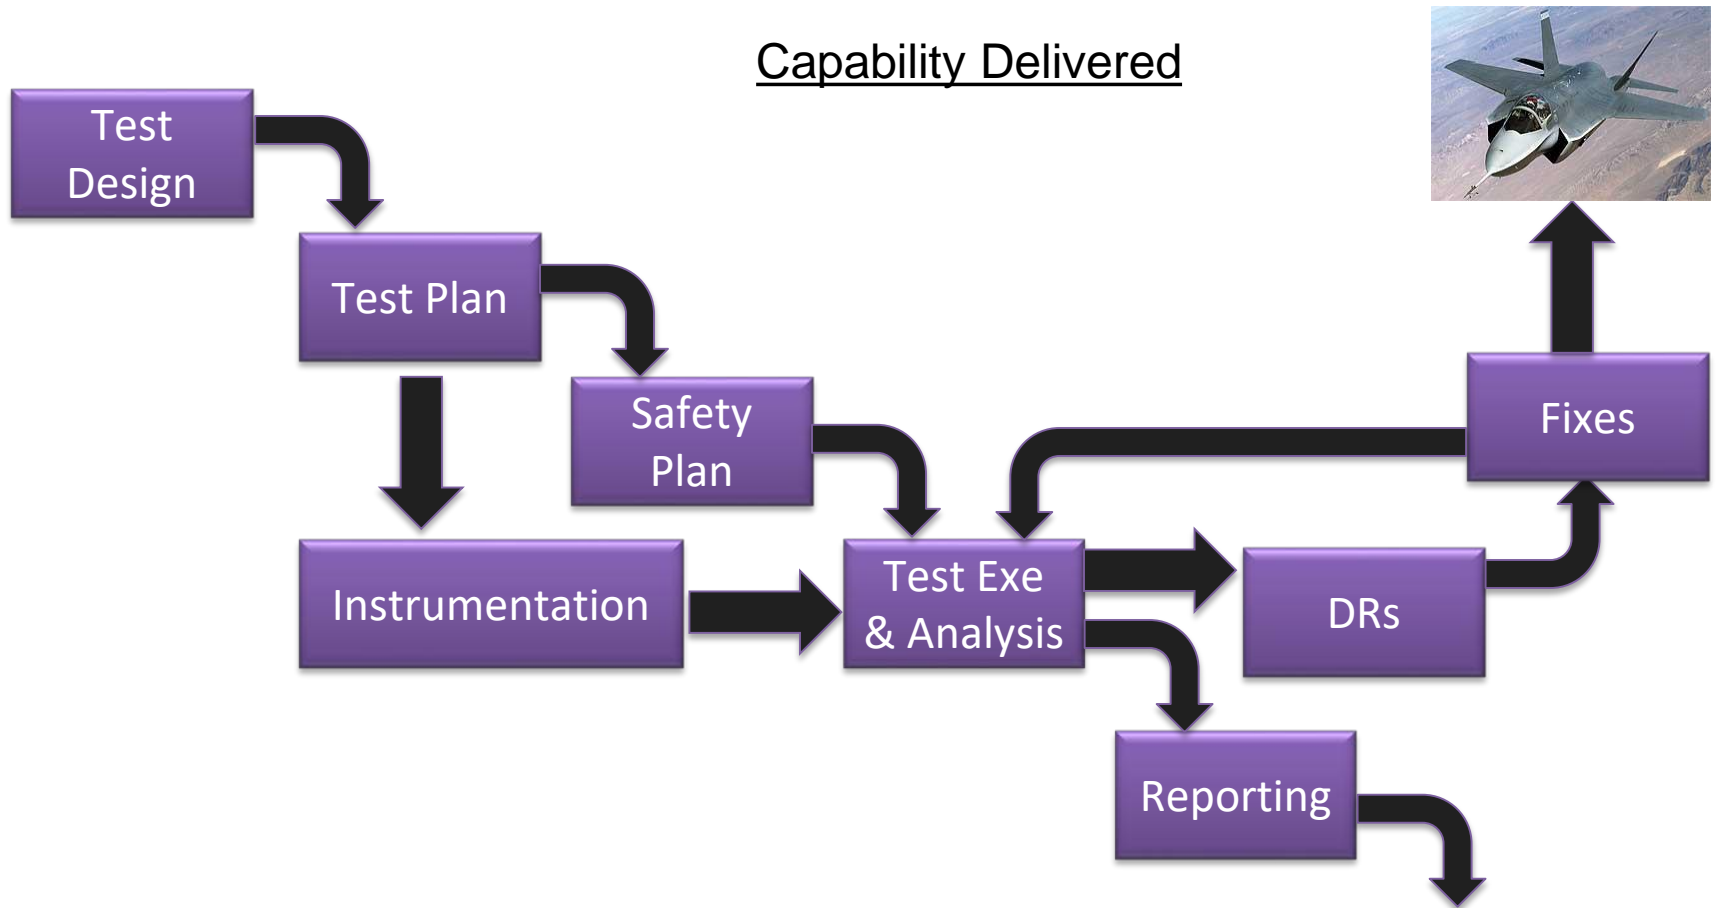 Capability Delivered
Test
Design
Test Plan
Safety
Plan
Fixes
Instrumentation
Test Exe
& Analysis
DRs
Reporting